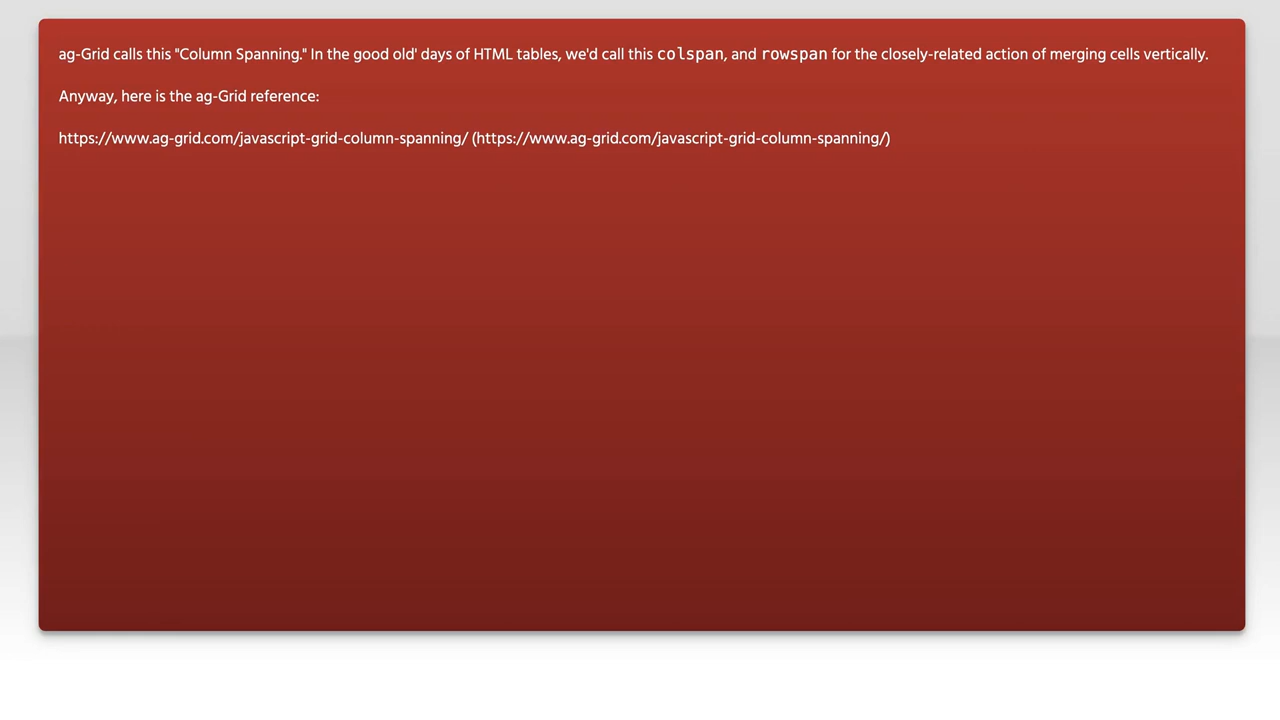 ag-Grid calls this "Column Spanning." In the good old' days of HTML tables, we'd call this colspan, and rowspan for the closely-related action of merging cells vertically.
Anyway, here is the ag-Grid reference:
https://www.ag-grid.com/javascript-grid-column-spanning/ (https://www.ag-grid.com/javascript-grid-column-spanning/)